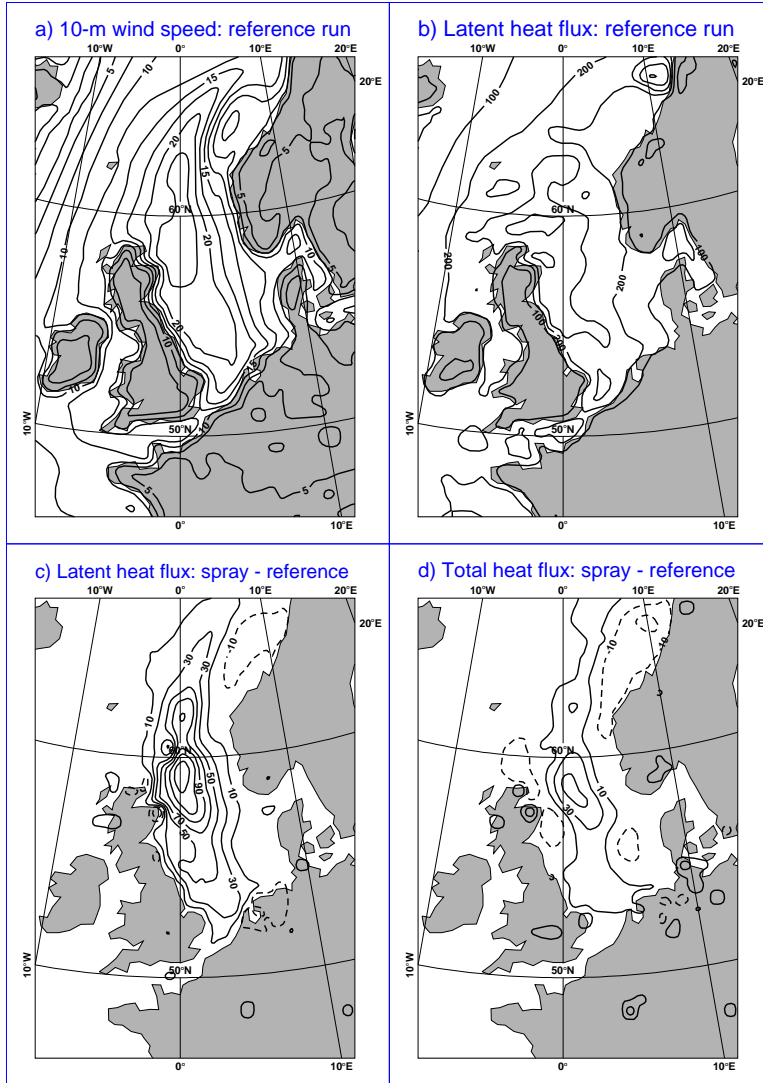 a) 10-m wind speed: reference run
10°W 0° 10°E
20°E
5 5 10 15
20 15 5
5
60°N
10 20 10
5
20
10
10 15
10°W
50°N 10
5 5
0° 10°E
b) Latent heat flux: reference run
10°W 0° 10°E
20°E
100 200
60°N
200 100
200
100 200
10°W
50°N
0° 10°E
c) Latent heat flux: spray - reference
10°W 0° 10°E
20°E
30 30 -10
10
60°N
50
90 10
70
50
30
10°W
50°N
0° 10°E
d) Total heat flux: spray - reference
10°W 0° 10°E
20°E
10 -10
3
60°N
10
30
3
10°W
50°N
0° 10°E